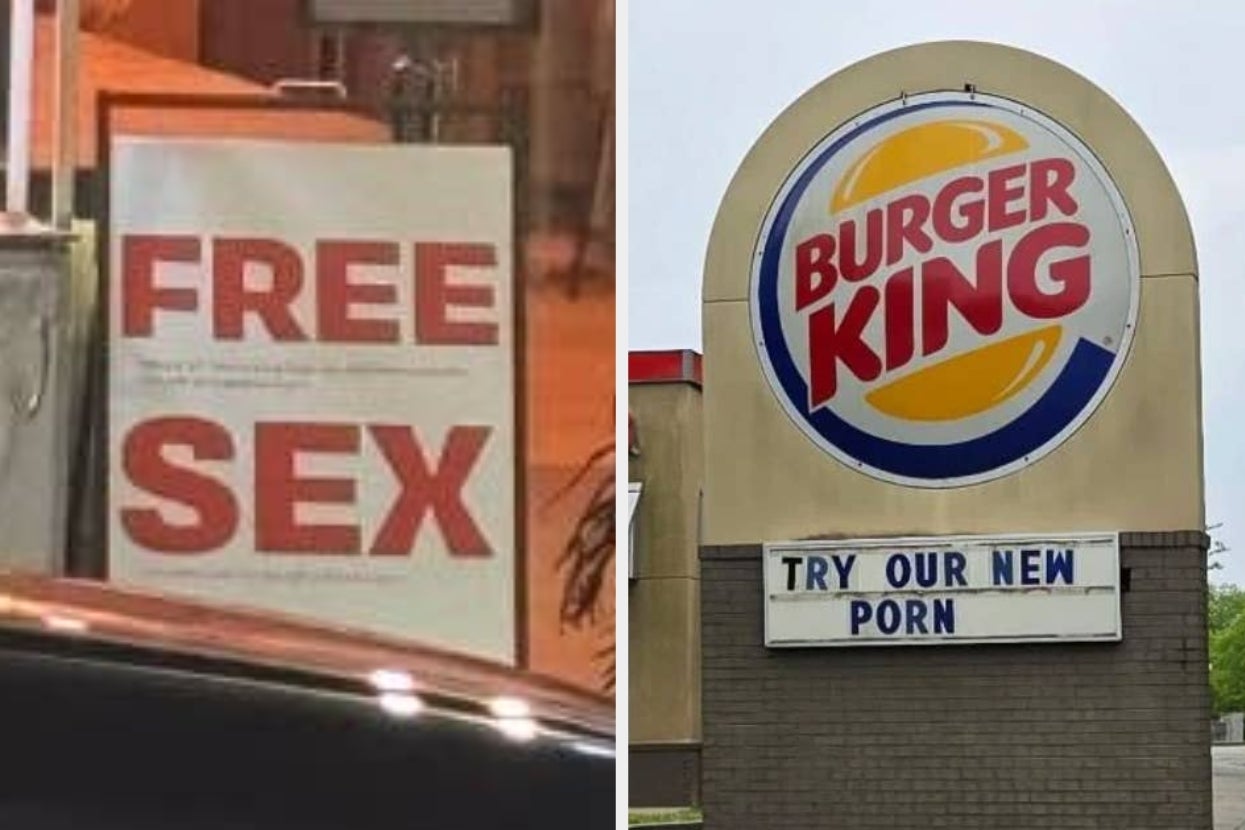 FREE
SEX
BURGER
KING
TRY OUR NEW
PORN